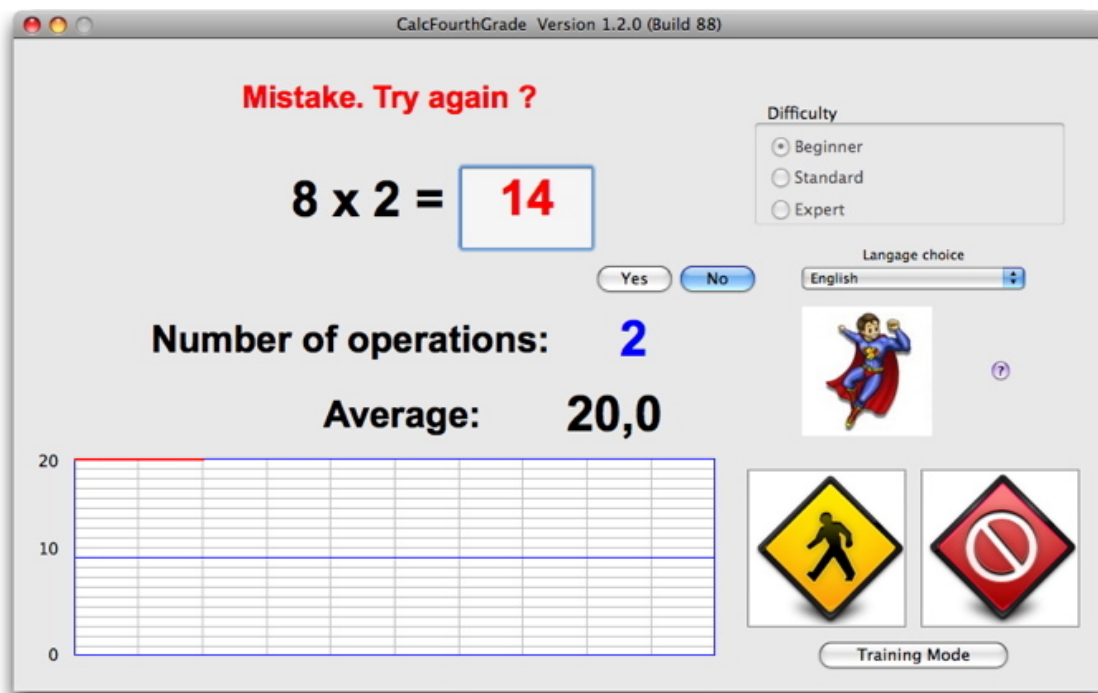 CalcFourthGrade Version 1.2.0 (Build 88)
Mistake. Try again ?
Difficulty
Beginner
Standard
Expert
8 x 2 = 14
Langage choice
English
Yes No
Number of operations: 2
?
Average: 20,0
20
10
0
Training Mode